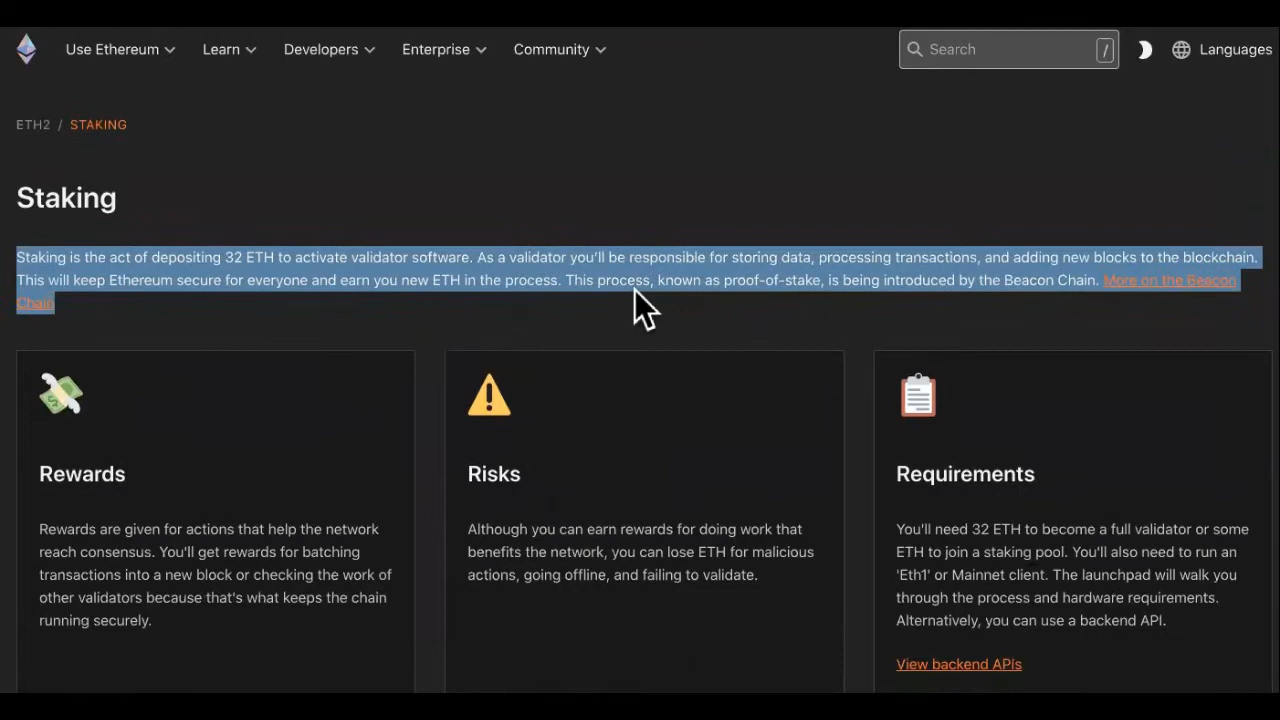 Use Ethereum Learn Developers Enterprise Community Search / Languages
ETH2 / STAKING
Staking
Staking is the act of depositing 32 ETH to activate validator software. As a validator you'll be responsible for storing data, processing transactions, and adding new blocks to the blockchain.
This will keep Ethereum secure for everyone and earn you new ETH in the process. This process, known as proof-of-stake, is being introduced by the Beacon Chain. More on the Beacon
Chain
Rewards
Rewards are given for actions that help the network
reach consensus. You'll get rewards for batching
transactions into a new block or checking the work of
other validators because that's what keeps the chain
running securely.
Risks
Although you can earn rewards for doing work that
benefits the network, you can lose ETH for malicious
actions, going offline, and failing to validate.
Requirements
You'll need 32 ETH to become a full validator or some
ETH to join a staking pool. You'll also need to run an
'Eth1' or Mainnet client. The launchpad will walk you
through the process and hardware requirements.
Alternatively, you can use a backend API.
View backend APIs